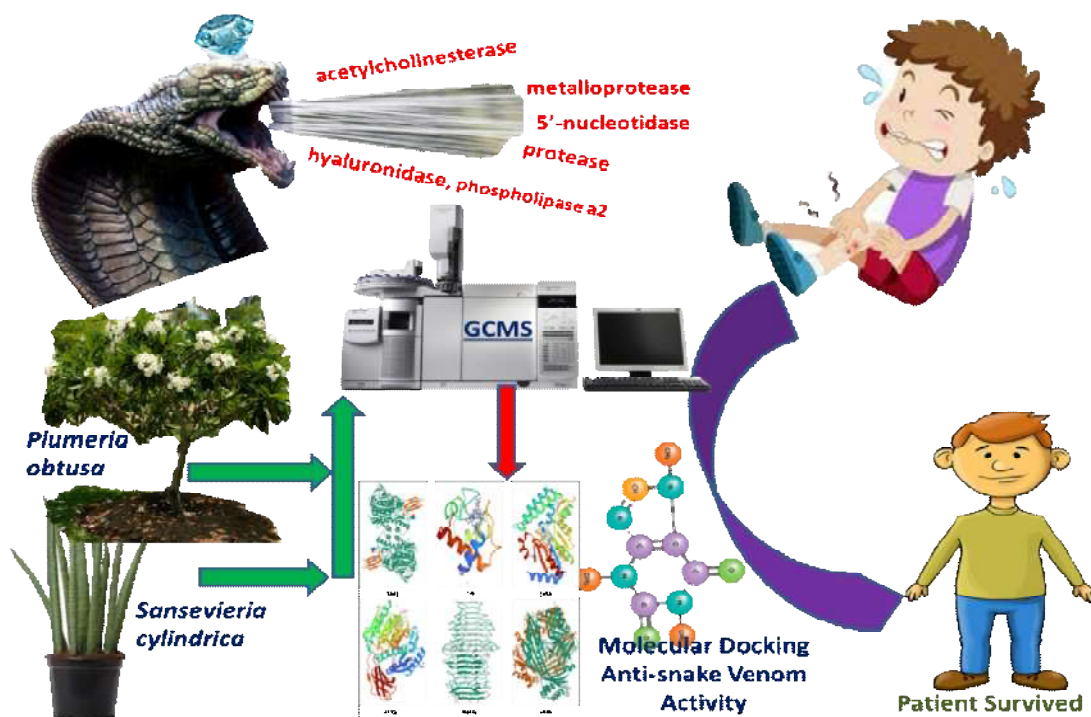 acetylcholinesterase
metalloprotease
5'-nucleotidase
protease
hyaluronidase, phospholipase a2
GCMS
Plumeria
obtusa
Sansevieria
cylindrica
Molecular Docking
Anti-snake Venom
Activity
Patient Survived